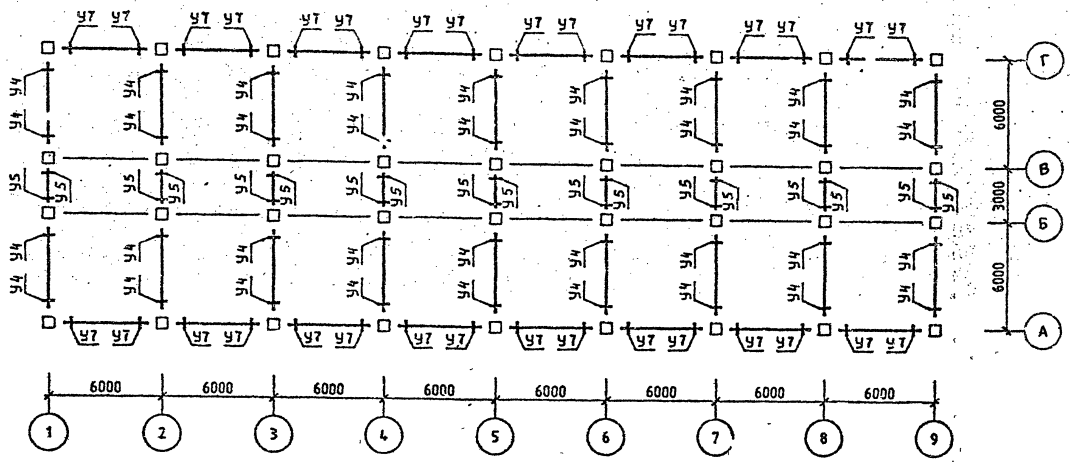 У7 У7 У7 У7 У7 У7 У7 У7 У7 У7 У7 У7 У7 У7 У7 У7
Г
У4 У4 У4 У4 У4 У4 У4 У4 У4
6000
У4 У4 У4 У4 У4 У4 У4 У4 У4
В
У5 У5 У5 У5 У5 У5 У5 У5 У5 У5 У5 У5 У5 У5 У5 У5 У5 У5
3000
Б
У4 У4 У4 У4 У4 У4 У4 У4 У4
6000
У4 У4 У4 У4 У4 У4 У4 У4 У4
А
У7 У7 У7 У7 У7 У7 У7 У7 У7 У7 У7 У7 У7 У7 У7 У7
6000 6000 6000 6000 6000 6000 6000 6000
1 2 3 4 5 6 7 8 9